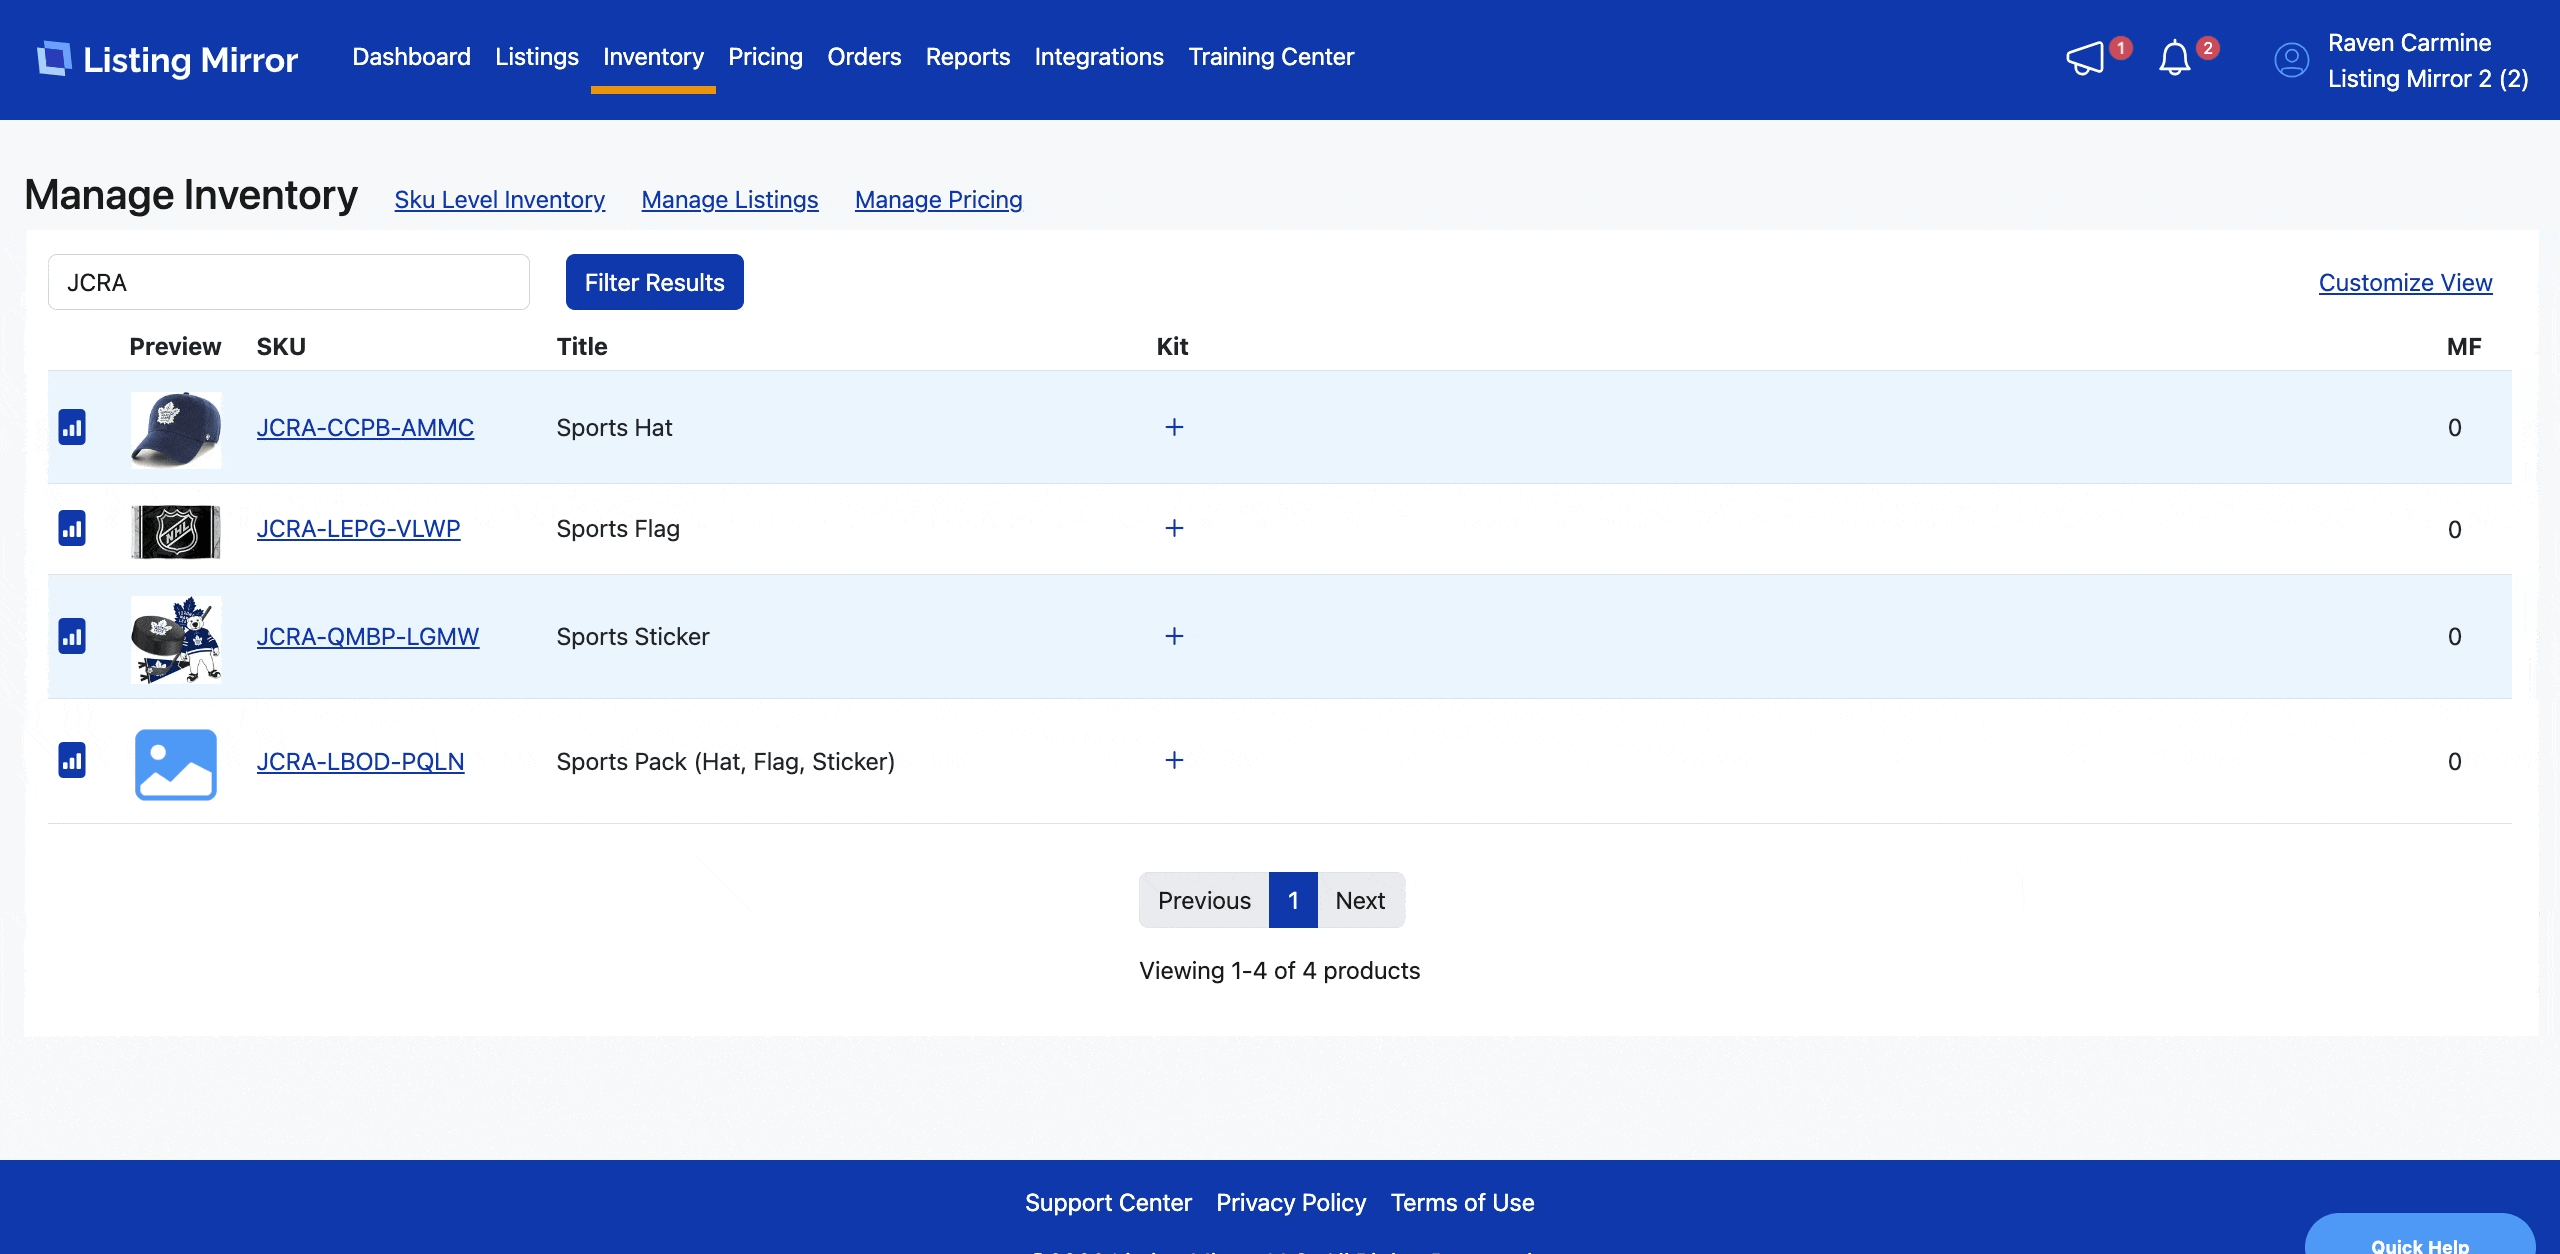 Listing Mirror
Dashboard Listings Inventory Pricing Orders Reports Integrations Training Center
1
2
Raven Carmine
Listing Mirror 2 (2)
Manage Inventory Sku Level Inventory Manage Listings Manage Pricing
JCRA
Filter Results
Customize View
Preview SKU Title Kit MF
JCRA-CCPB-AMMC Sports Hat + 0
NHL
JCRA-LEPG-VLWP Sports Flag + 0
JCRA-QMBP-LGMW Sports Sticker + 0
JCRA-LBOD-PQLN Sports Pack (Hat, Flag, Sticker) + 0
Previous 1 Next
Viewing 1-4 of 4 products
Support Center Privacy Policy Terms of Use
Quick Help